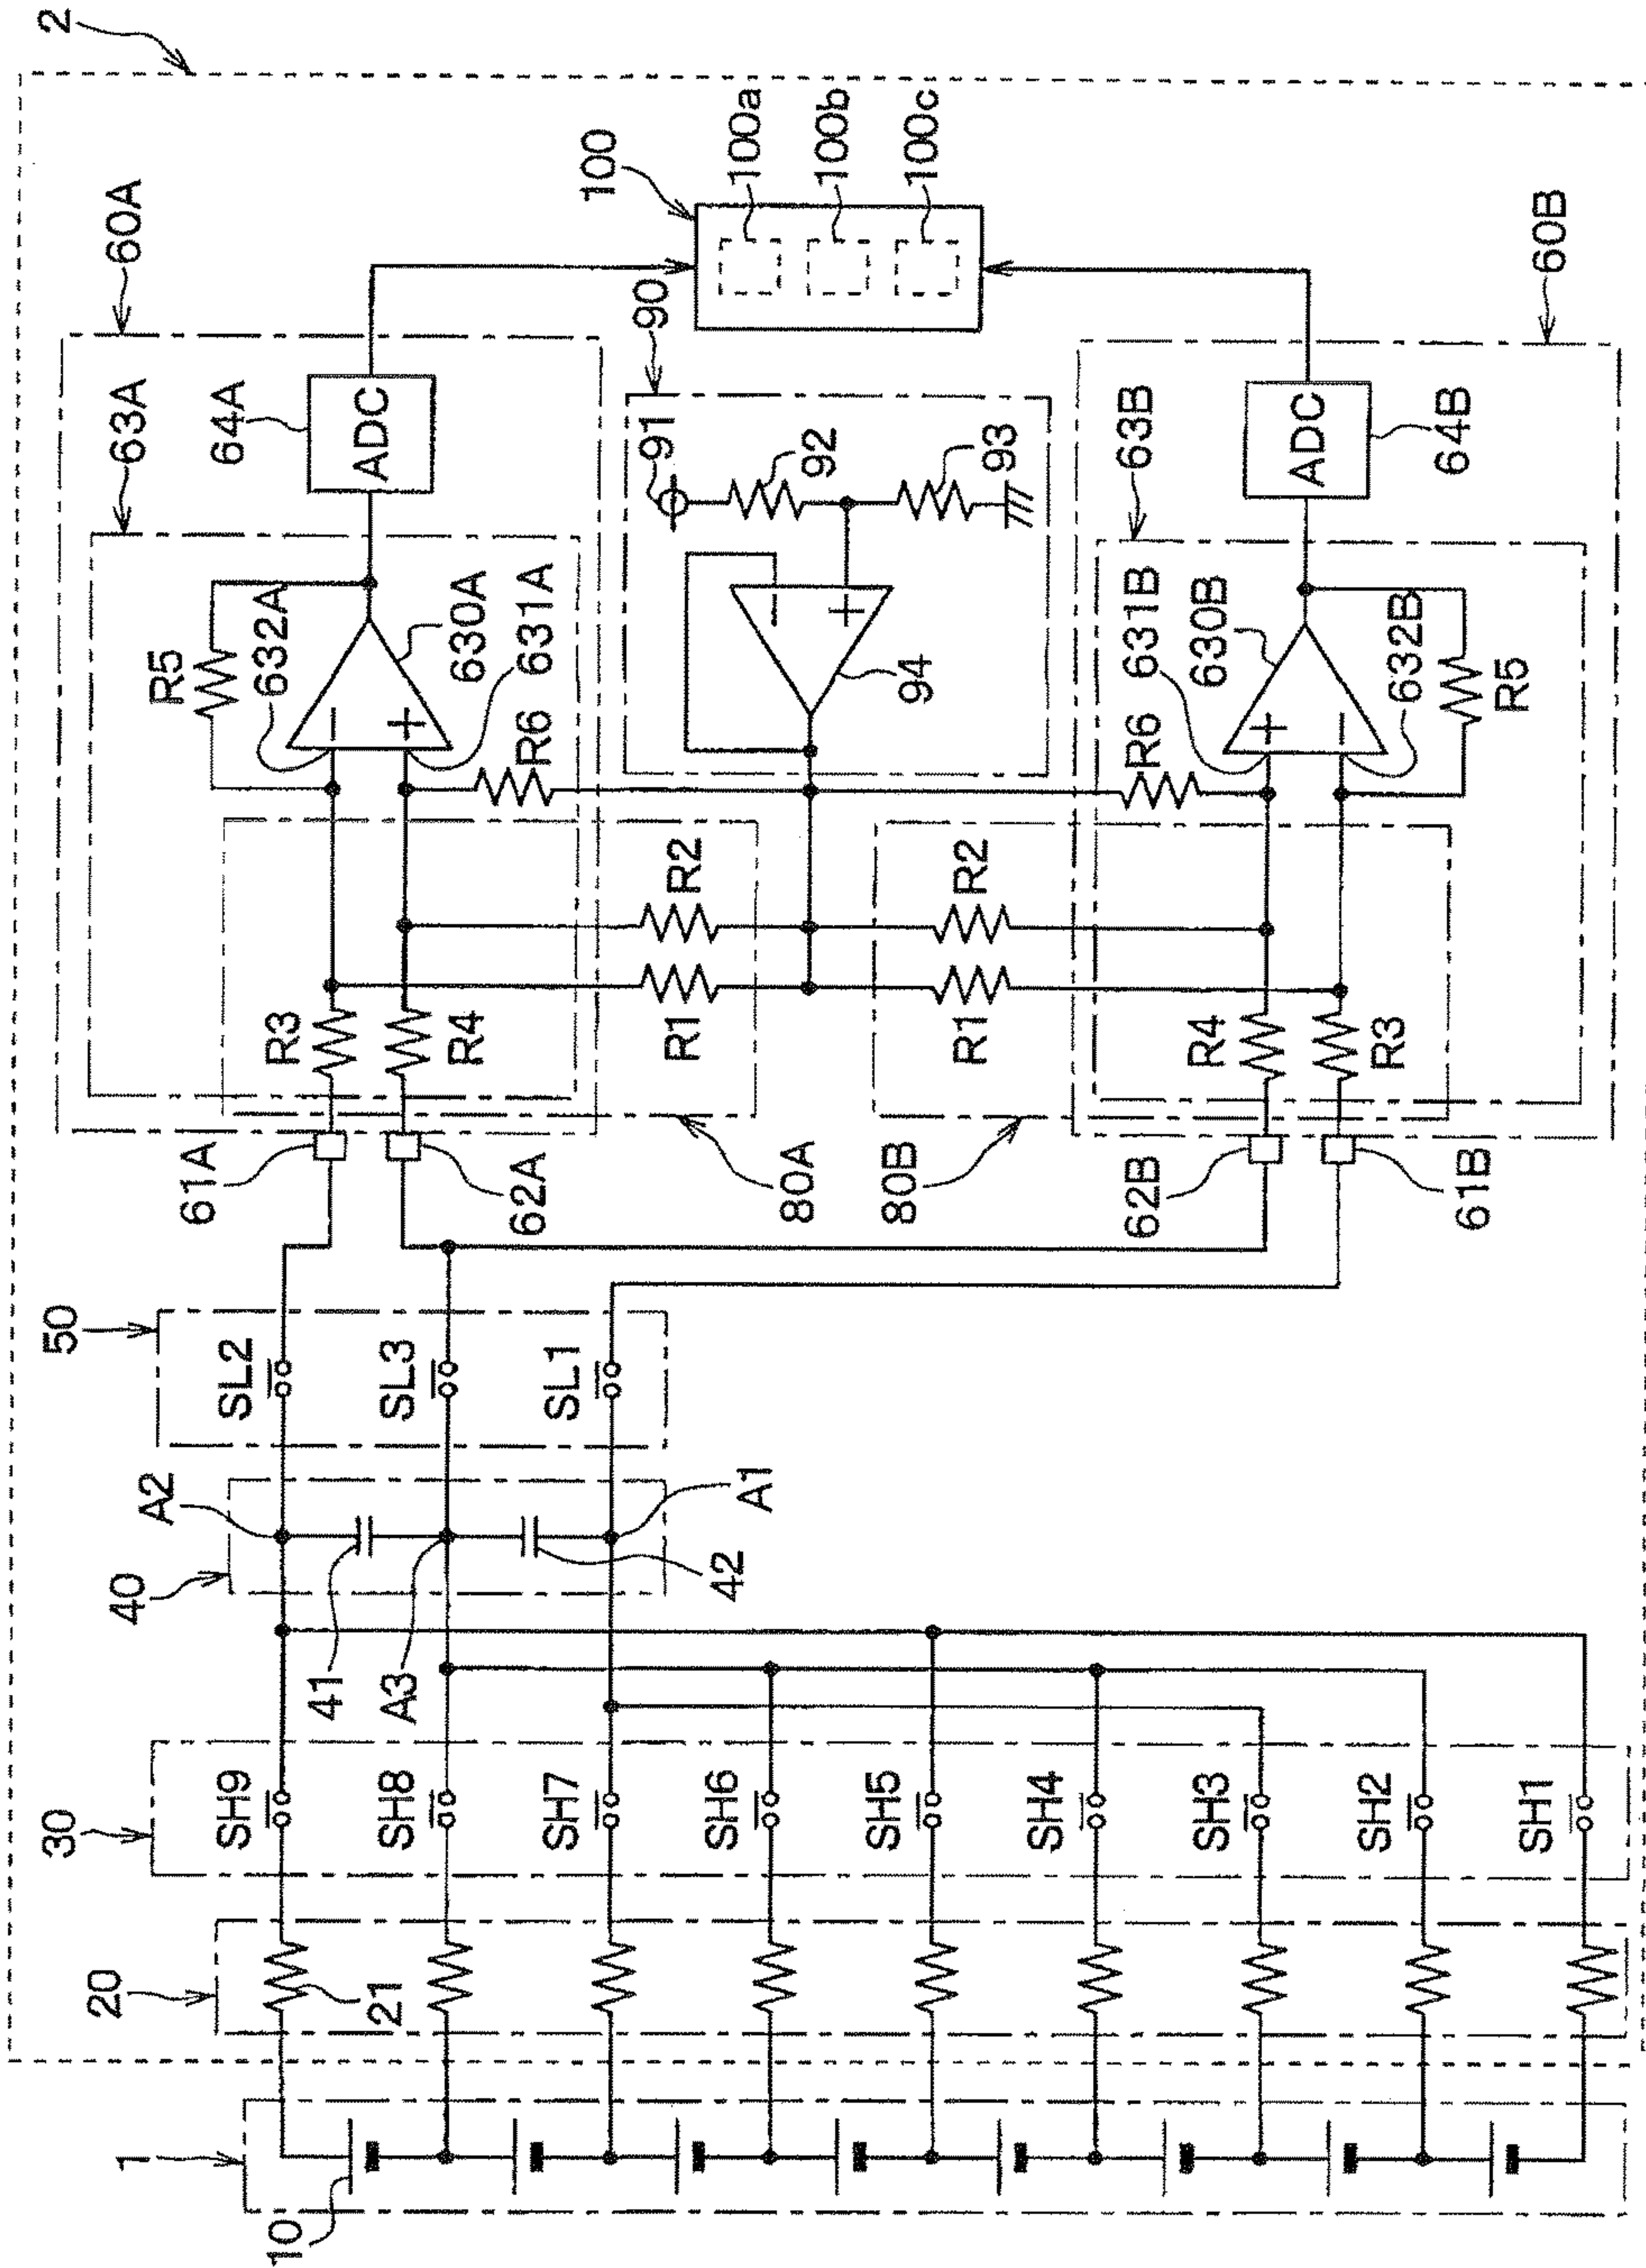 2
60A
63A
64A
ADC
R5
632A
630A
631A
R6
R3
R4
61A
62A
80A
R1
R2
100
100a
100b
100c
90
91
92
93
94
60B
63B
64B
ADC
631B
630B
632B
R5
R6
R2
R1
R4
R3
80B
62B
61B
50
SL2
SL3
SL1
40
A2
A3
A1
41
42
30
SH9
SH8
SH7
SH6
SH5
SH4
SH3
SH2
SH1
20
21
1
10
−
+
−
+
+
−